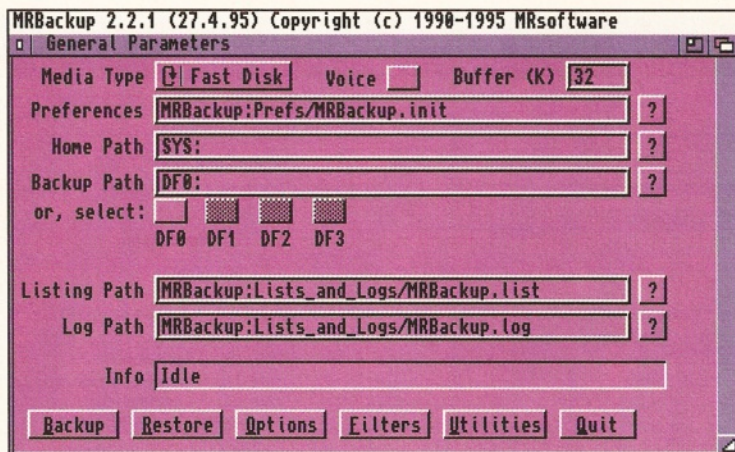 MRBackup 2.2.1 (27.4.95) Copyright (c) 1990-1995 MRsoftware
General Parameters
Media Type Fast Disk Voice Buffer (K) 32
Preferences MRBackup:Prefs/MRBackup.init ?
Home Path SYS: ?
Backup Path DF0: ?
or, select:
DF0 DF1 DF2 DF3
Listing Path MRBackup:Lists_and_Logs/MRBackup.list ?
Log Path MRBackup:Lists_and_Logs/MRBackup.log ?
Info Idle
Backup Restore Options Filters Utilities Quit